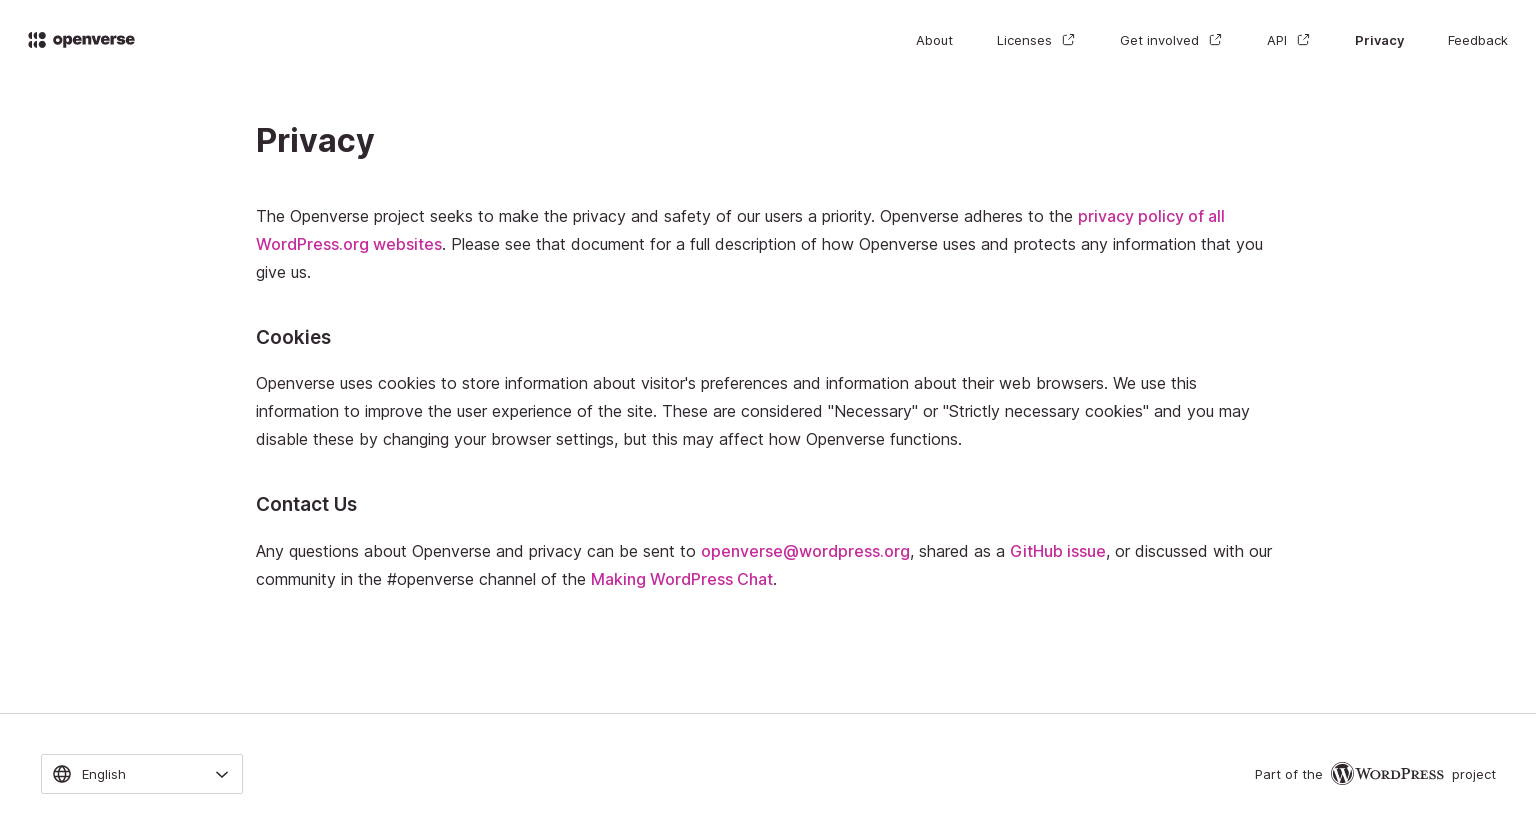 openverse
About Licenses Get involved API Privacy Feedback
Privacy
The Openverse project seeks to make the privacy and safety of our users a priority. Openverse adheres to the privacy policy of all
WordPress.org websites. Please see that document for a full description of how Openverse uses and protects any information that you
give us.
Cookies
Openverse uses cookies to store information about visitor's preferences and information about their web browsers. We use this
information to improve the user experience of the site. These are considered "Necessary" or "Strictly necessary cookies" and you may
disable these by changing your browser settings, but this may affect how Openverse functions.
Contact Us
Any questions about Openverse and privacy can be sent to openverse@wordpress.org, shared as a GitHub issue, or discussed with our
community in the #openverse channel of the Making WordPress Chat.
English
Part of the WordPress project